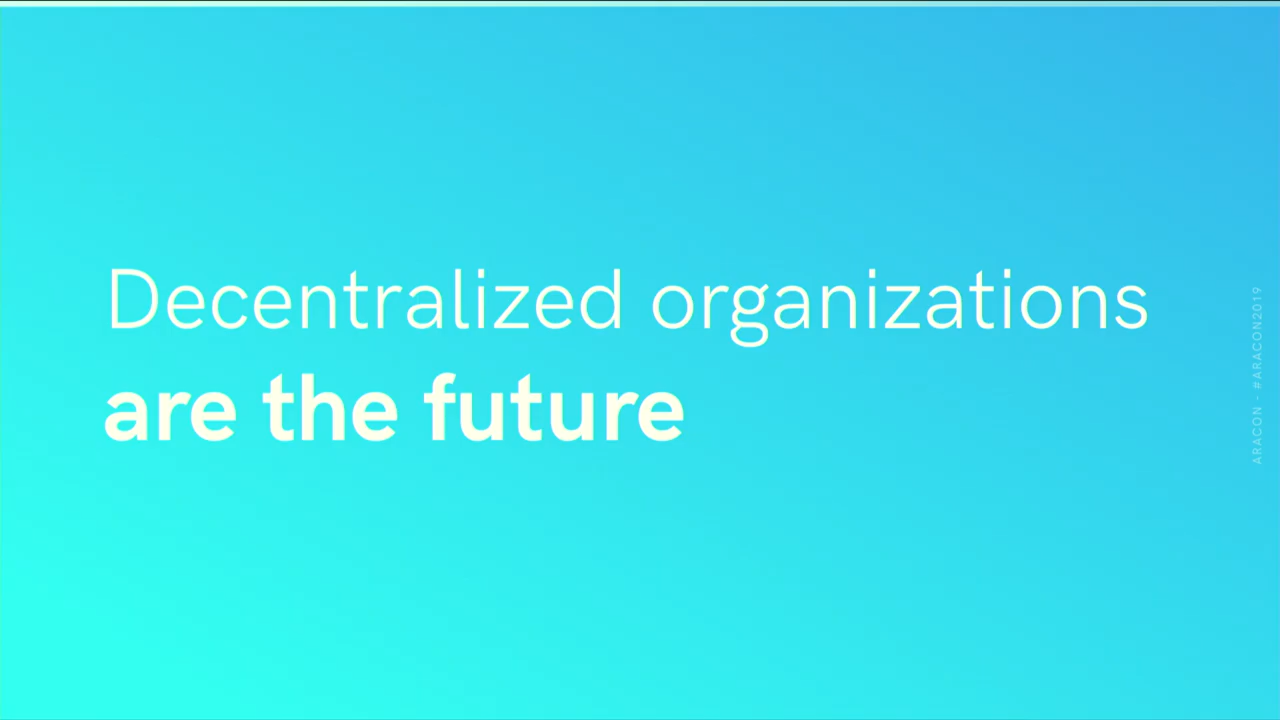 Decentralized organizations
are the future
ARACON - #ARACON2019